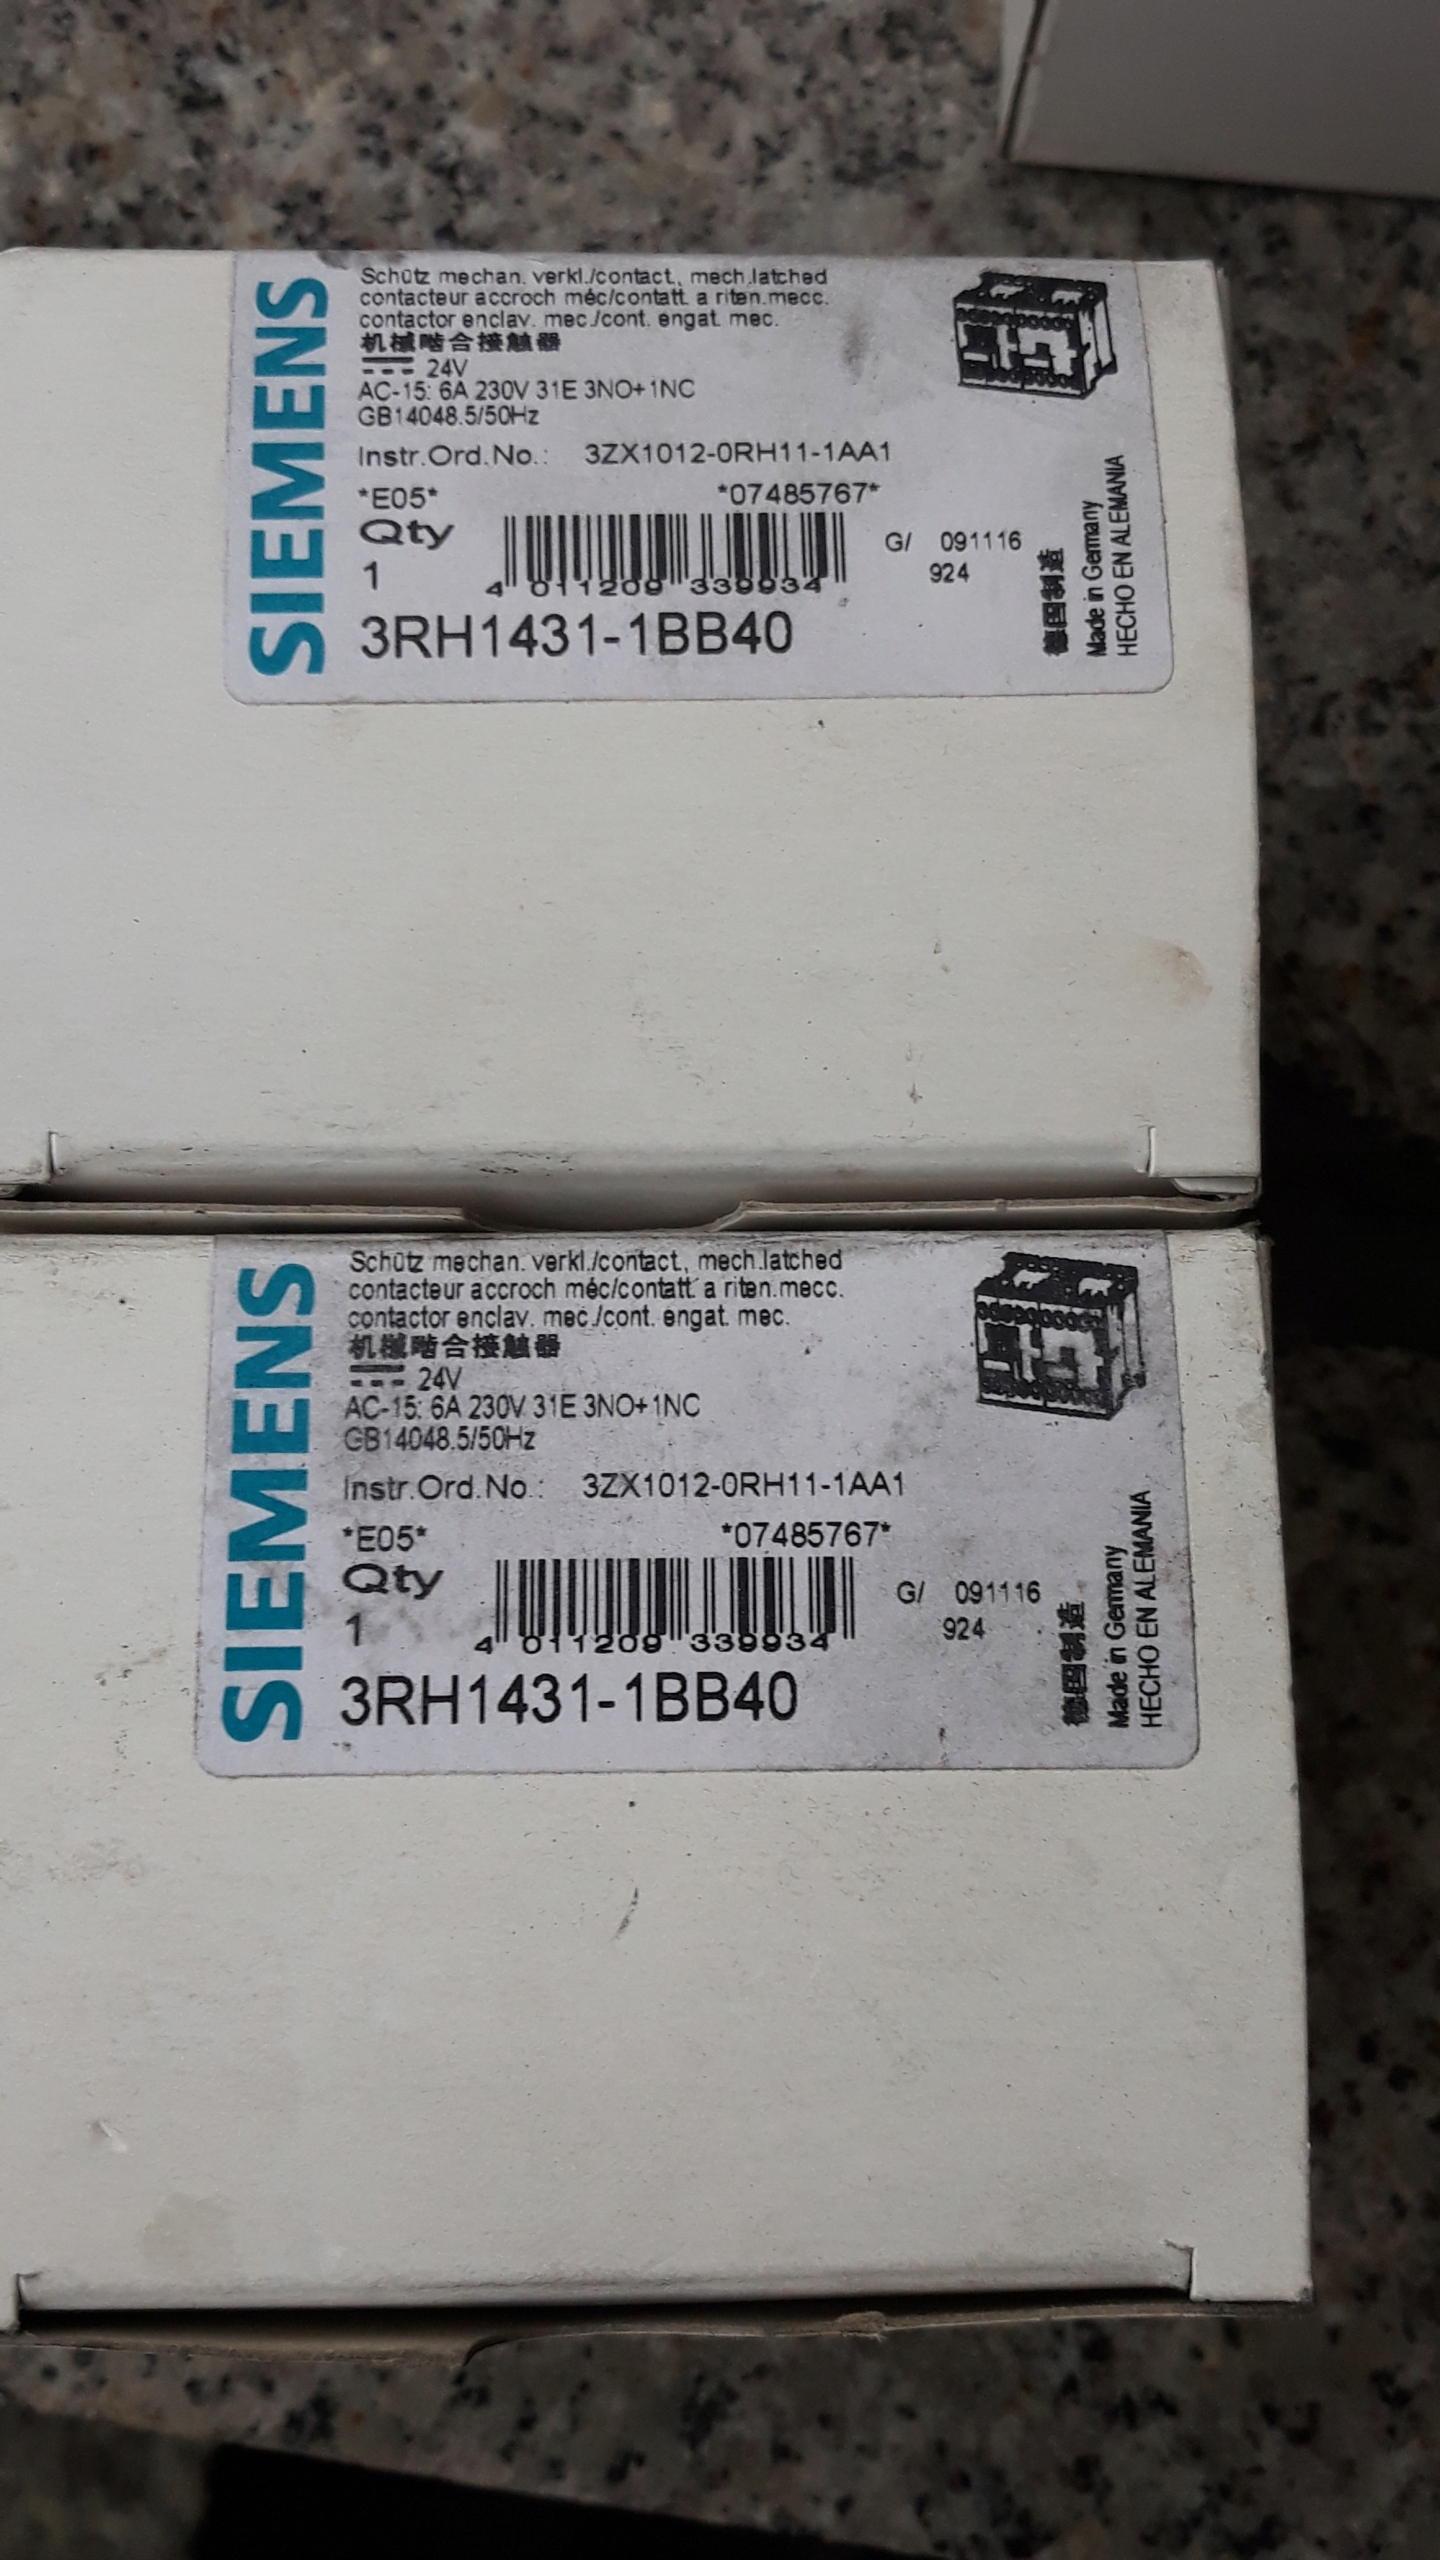 SIEMENS
Schütz mechan. verkl./contact., mech.latched
contacteur accroch méc/contatt. a riten.mecc.
contactor enclav. mec./cont. engat. mec.
机械啮合接触器
24V
AC-15: 6A 230V 31E 3NO+1NC
GB14048.5/50Hz
Instr.Ord.No.: 3ZX1012-0RH11-1AA1
*E05* *07485767*
Qty
1
4 011209 339934
G/ 091116
924
3RH1431-1BB40
德国制造
Made in Germany
HECHO EN ALEMANIA
SIEMENS
Schütz mechan. verkl./contact., mech.latched
contacteur accroch méc/contatt. a riten.mecc.
contactor enclav. mec./cont. engat. mec.
机械啮合接触器
24V
AC-15: 6A 230V 31E 3NO+1NC
GB14048.5/50Hz
Instr.Ord.No.: 3ZX1012-0RH11-1AA1
*E05* *07485767*
Qty
1
4 011209 339934
G/ 091116
924
3RH1431-1BB40
德国制造
Made in Germany
HECHO EN ALEMANIA